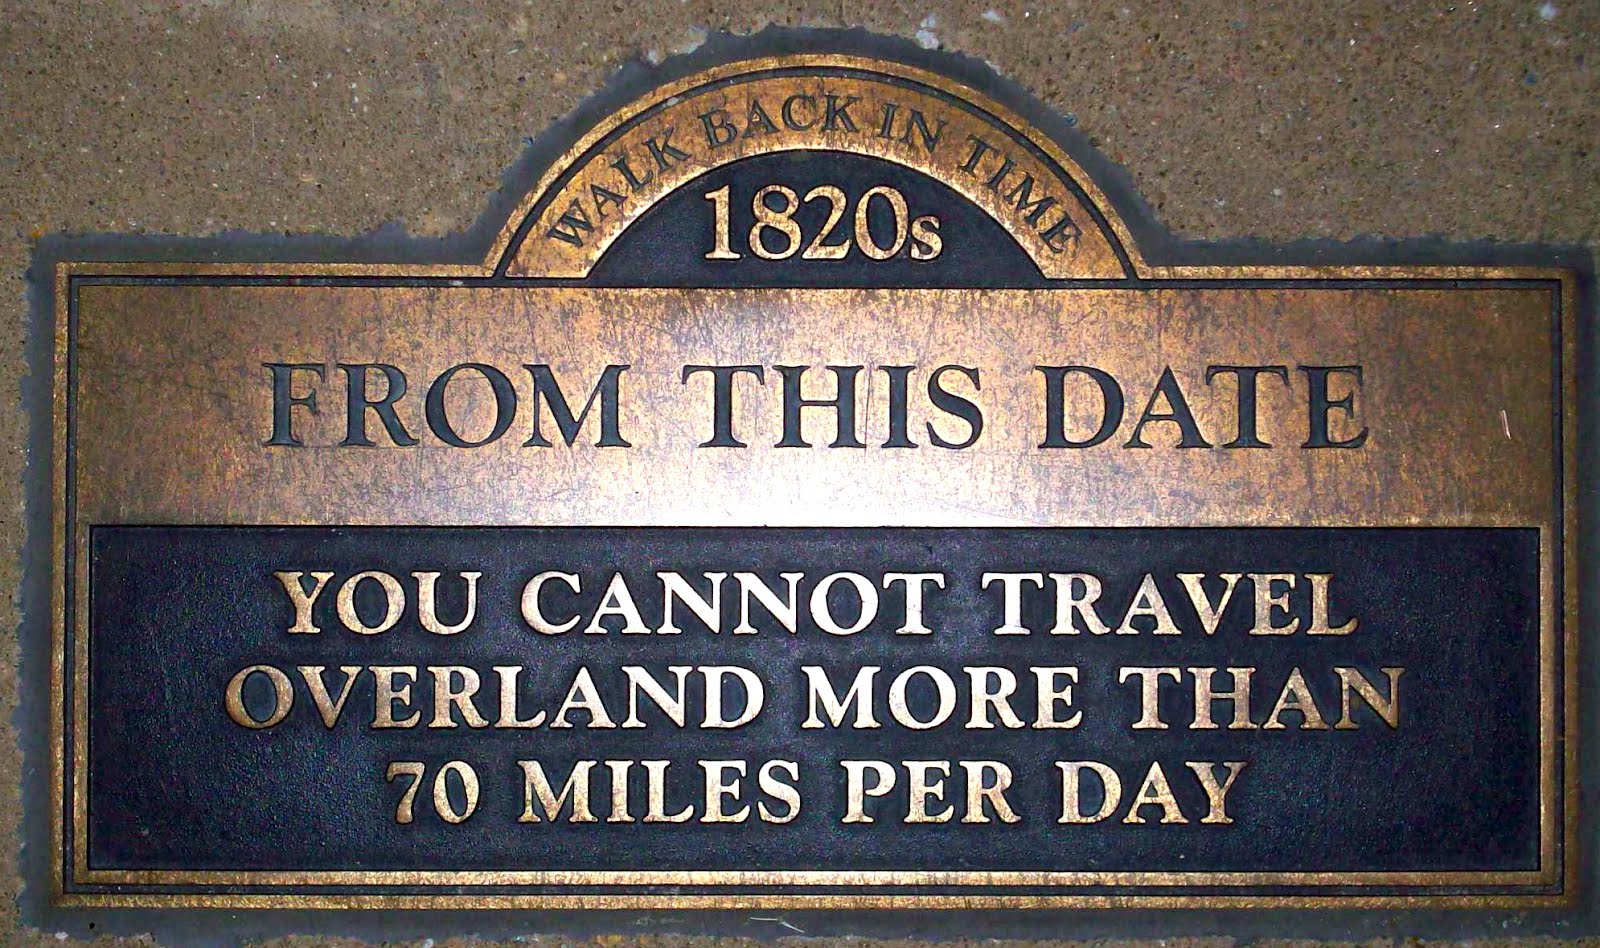 WALK BACK IN TIME
1820s
FROM THIS DATE
YOU CANNOT TRAVEL
OVERLAND MORE THAN
70 MILES PER DAY